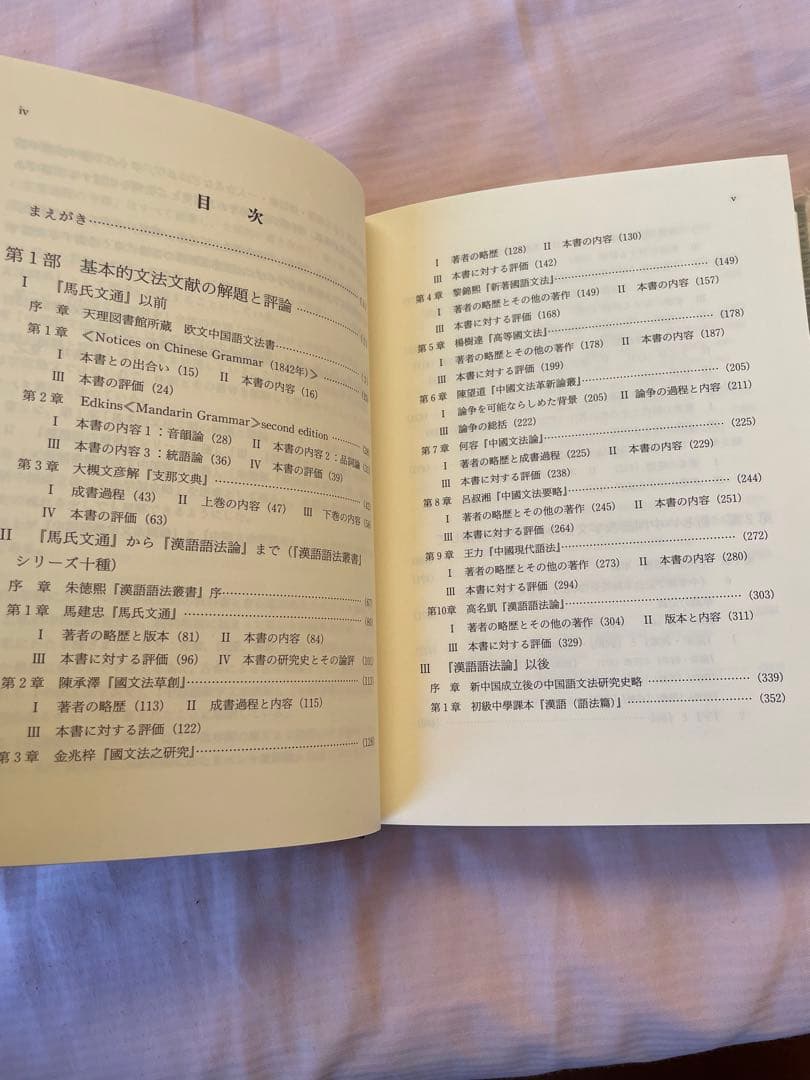 iv
目 次
まえがき
第1部 基本的文法文献の解題と評論
I 『馬氏文通』以前
序 章 天理図書館所蔵 欧文中国語文法書
第1章 <Notices on Chinese Grammar (1842年)>
I 本書との出合い (15) II 本書の内容 (16)
III 本書の評価 (24)
第2章 Edkins<Mandarin Grammar>second edition
I 本書の内容1:音韻論 (28) II 本書の内容2:品詞論
III 本書の内容3:統語論 (36) IV 本書の評価 (39)
第3章 大槻文彦解『支那文典』
I 成書過程 (43) II 上巻の内容 (47) III 下巻の内容
IV 本書の評価 (63)
II 『馬氏文通』から『漢語語法論』まで(『漢語語法叢書』
シリーズ十種)
序 章 朱徳熙『漢語語法叢書』序
第1章 馬建忠『馬氏文通』
I 著者の略歴と版本 (81) II 本書の内容 (84)
III 本書に対する評価 (96) IV 本書の研究史とその論評
第2章 陳承澤『國文法草創』
I 著者の略歴 (113) II 成書過程と内容 (115)
III 本書に対する評価 (122)
第3章 金兆梓『國文法之研究』 (128)
v
I 著者の略歴 (128) II 本書の内容 (130)
III 本書に対する評価 (142)
第4章 黎錦熙『新著國語文法』 (149)
I 著者の略歴とその他の著作 (149) II 本書の内容 (157)
III 本書に対する評価 (168)
第5章 楊樹達『高等國文法』 (178)
I 著者の略歴とその他の著作 (178) II 本書の内容 (187)
III 本書に対する評価 (199)
第6章 陳望道『中國文法革新論叢』 (205)
I 論争を可能ならしめた背景 (205) II 論争の過程と内容 (211)
III 論争の総括 (222)
第7章 何容『中國文法論』 (225)
I 著者の略歴と成書過程 (225) II 本書の内容 (229)
III 本書に対する評価 (238)
第8章 呂叔湘『中國文法要略』 (244)
I 著者の略歴とその他の著作 (245) II 本書の内容 (251)
III 本書に対する評価 (264)
第9章 王力『中國現代語法』 (272)
I 著者の略歴とその他の著作 (273) II 本書の内容 (280)
III 本書に対する評価 (294)
第10章 高名凱『漢語語法論』 (303)
I 著者の略歴とその他の著作 (304) II 版本と内容 (311)
III 本書に対する評価 (329)
III 『漢語語法論』以後
序 章 新中国成立後の中国語文法研究史略 (339)
第1章 初級中學課本『漢語(語法篇)』 (352)